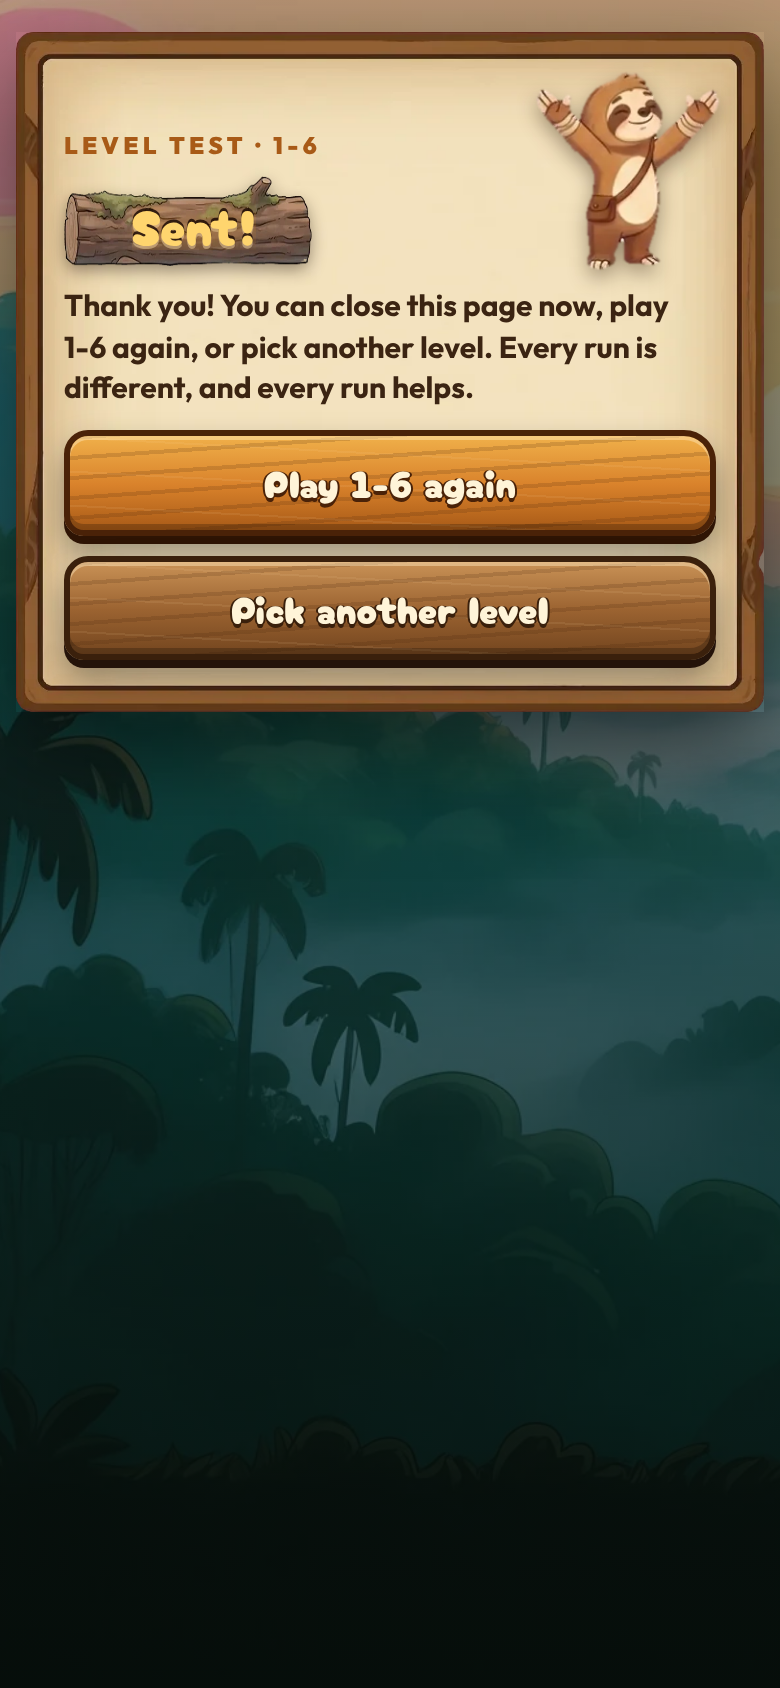 LEVEL TEST · 1-6
Sent!
Thank you! You can close this page now, play
1-6 again, or pick another level. Every run is
different, and every run helps.
Play 1-6 again
Pick another level